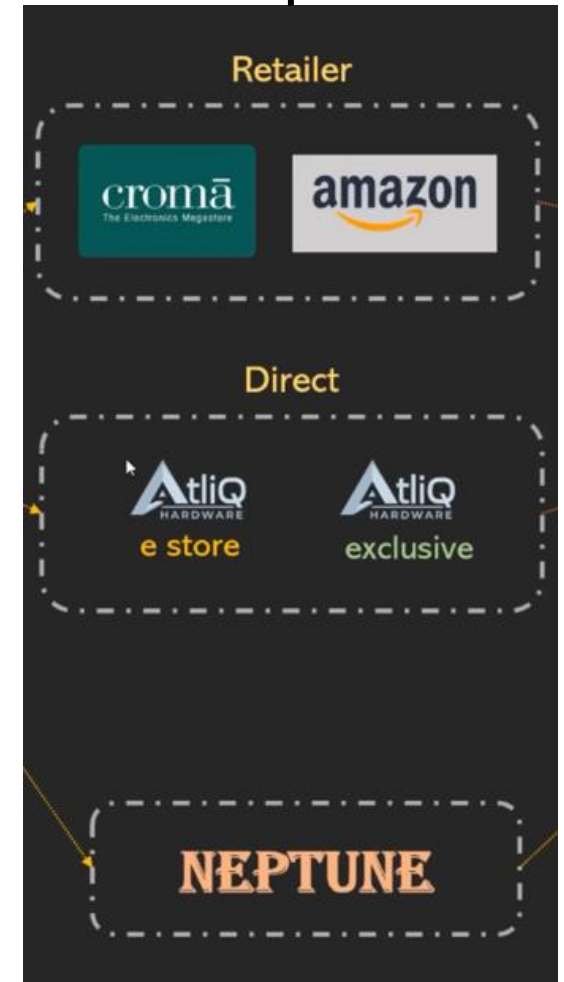 Retailer
cromā
The Electronics Megastore
amazon
Direct
AtliQ
HARDWARE
e store
AtliQ
HARDWARE
exclusive
NEPTUNE